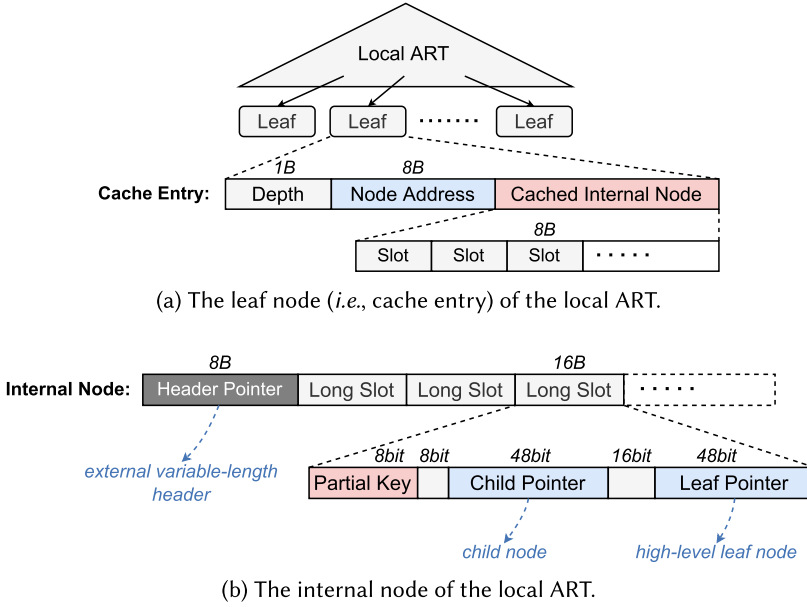 Local ART
Leaf Leaf ······· Leaf
1B 8B
Cache Entry: Depth Node Address Cached Internal Node
8B
Slot Slot Slot ·····
(a) The leaf node (i.e., cache entry) of the local ART.
8B 16B
Internal Node: Header Pointer Long Slot Long Slot Long Slot ·····
8bit 8bit 48bit 16bit 48bit
external variable-length
header
Partial Key Child Pointer Leaf Pointer
child node high-level leaf node
(b) The internal node of the local ART.